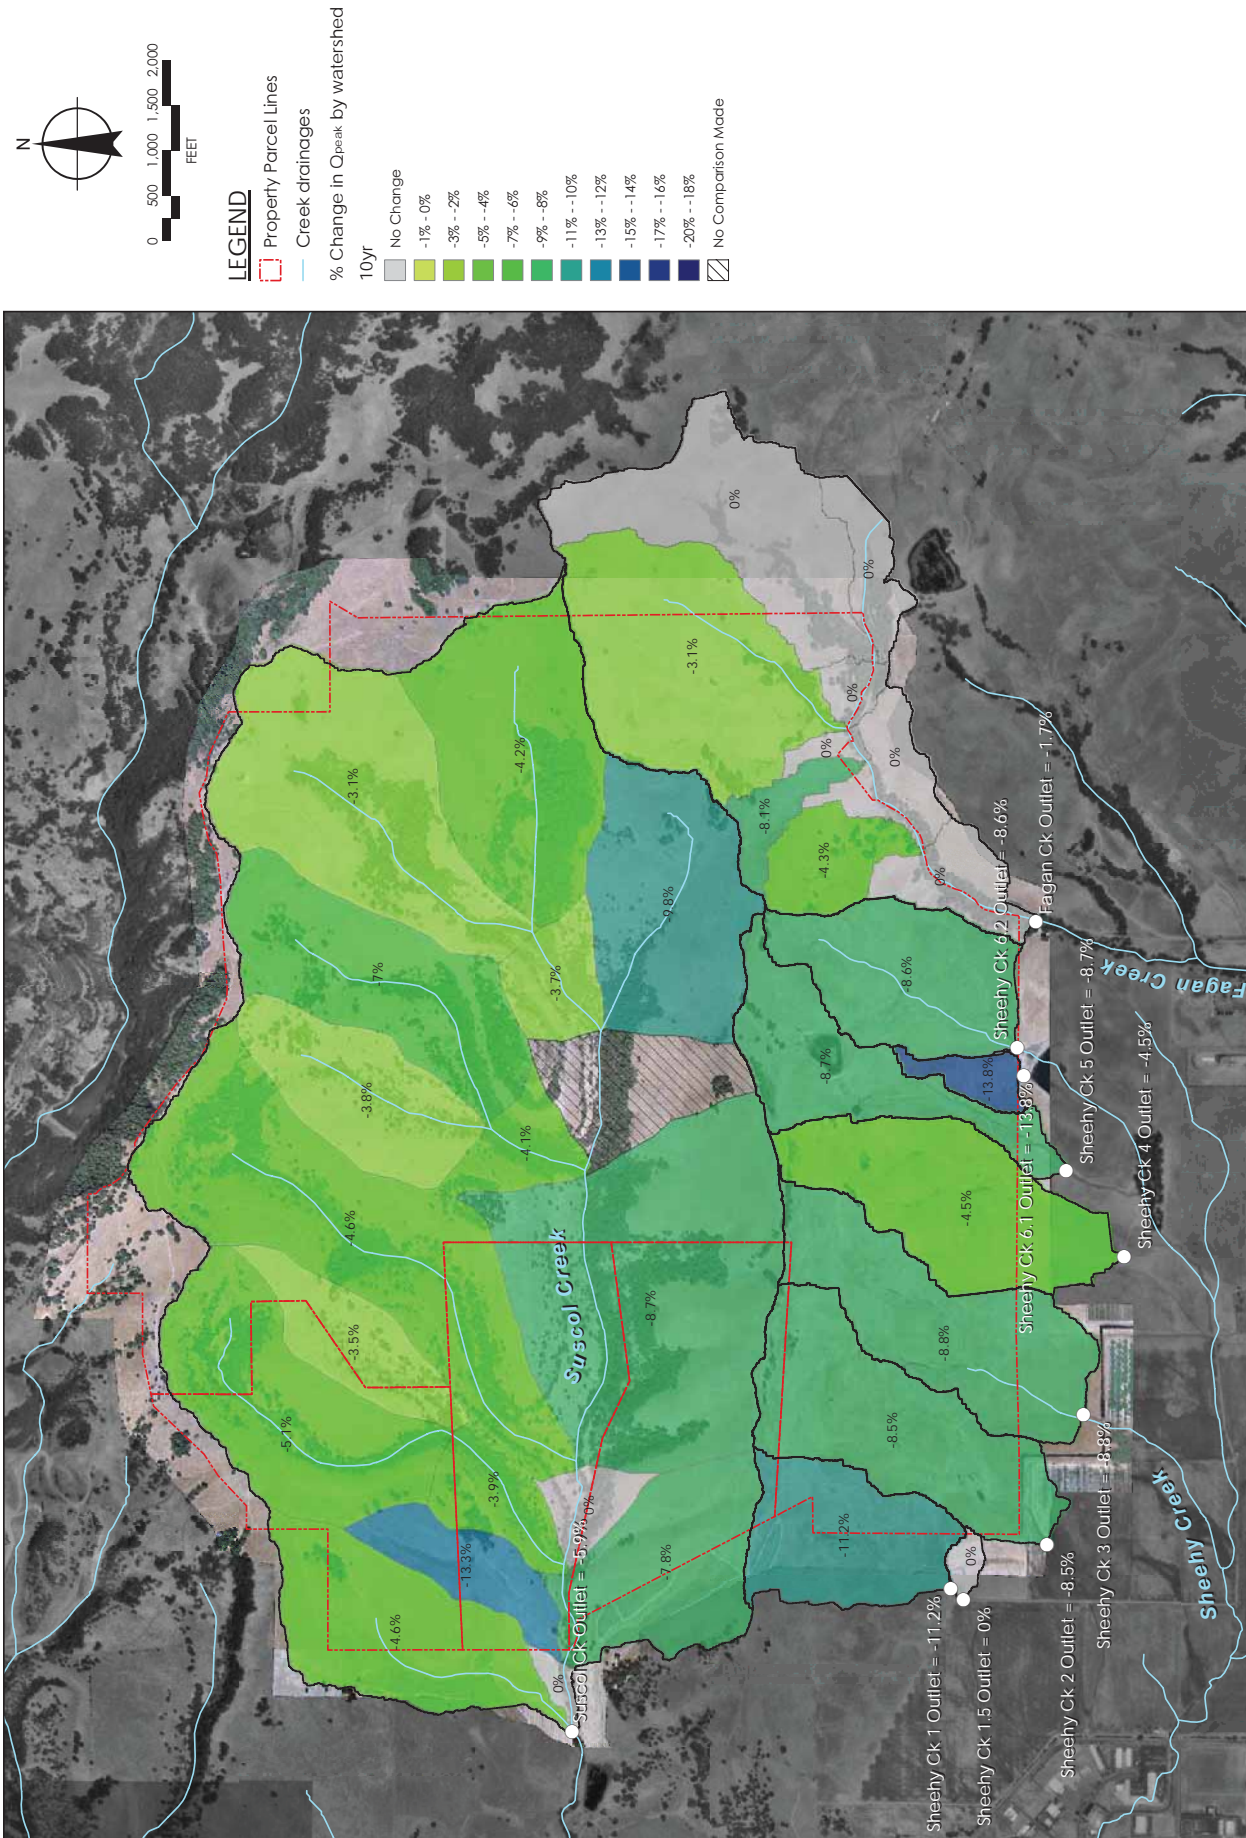 N
0 500 1,000 1,500 2,000
FEET
LEGEND
Property Parcel Lines
Creek drainages
% Change in Qpeak by watershed
10yr
No Change
-1% - 0%
-3% - -2%
-5% - -4%
-7% - -6%
-9% - -8%
-11% - -10%
-13% - -12%
-15% - -14%
-17% - -16%
-20% - -18%
No Comparison Made
-4.6%
-5.1%
-3.5%
-4.6%
-3.8%
-7%
-3.1%
-4.2%
-13.3%
-3.9%
-4.1%
-3.7%
0%
0%
Suscol Ck Outlet = -5.9%
Suscol Creek
-7.8%
-8.7%
-9.8%
-3.1%
0%
0%
0%
0%
0%
0%
-8.1%
-4.3%
-11.2%
-8.5%
-8.8%
-4.5%
-8.7%
-13.8%
-8.6%
0%
Sheehy Ck 1 Outlet = -11.2%
Sheehy Ck 1.5 Outlet = 0%
Sheehy Ck 2 Outlet = -8.5%
Sheehy Ck 3 Outlet = -8.8%
Sheehy Ck 6.1 Outlet = -13.8%
Sheehy Ck 6.2 Outlet = -8.6%
Fagan Ck Outlet = -1.7%
Sheehy Ck 5 Outlet = -8.7%
Sheehy Ck 4 Outlet = -4.5%
Fagan Creek
Sheehy Creek